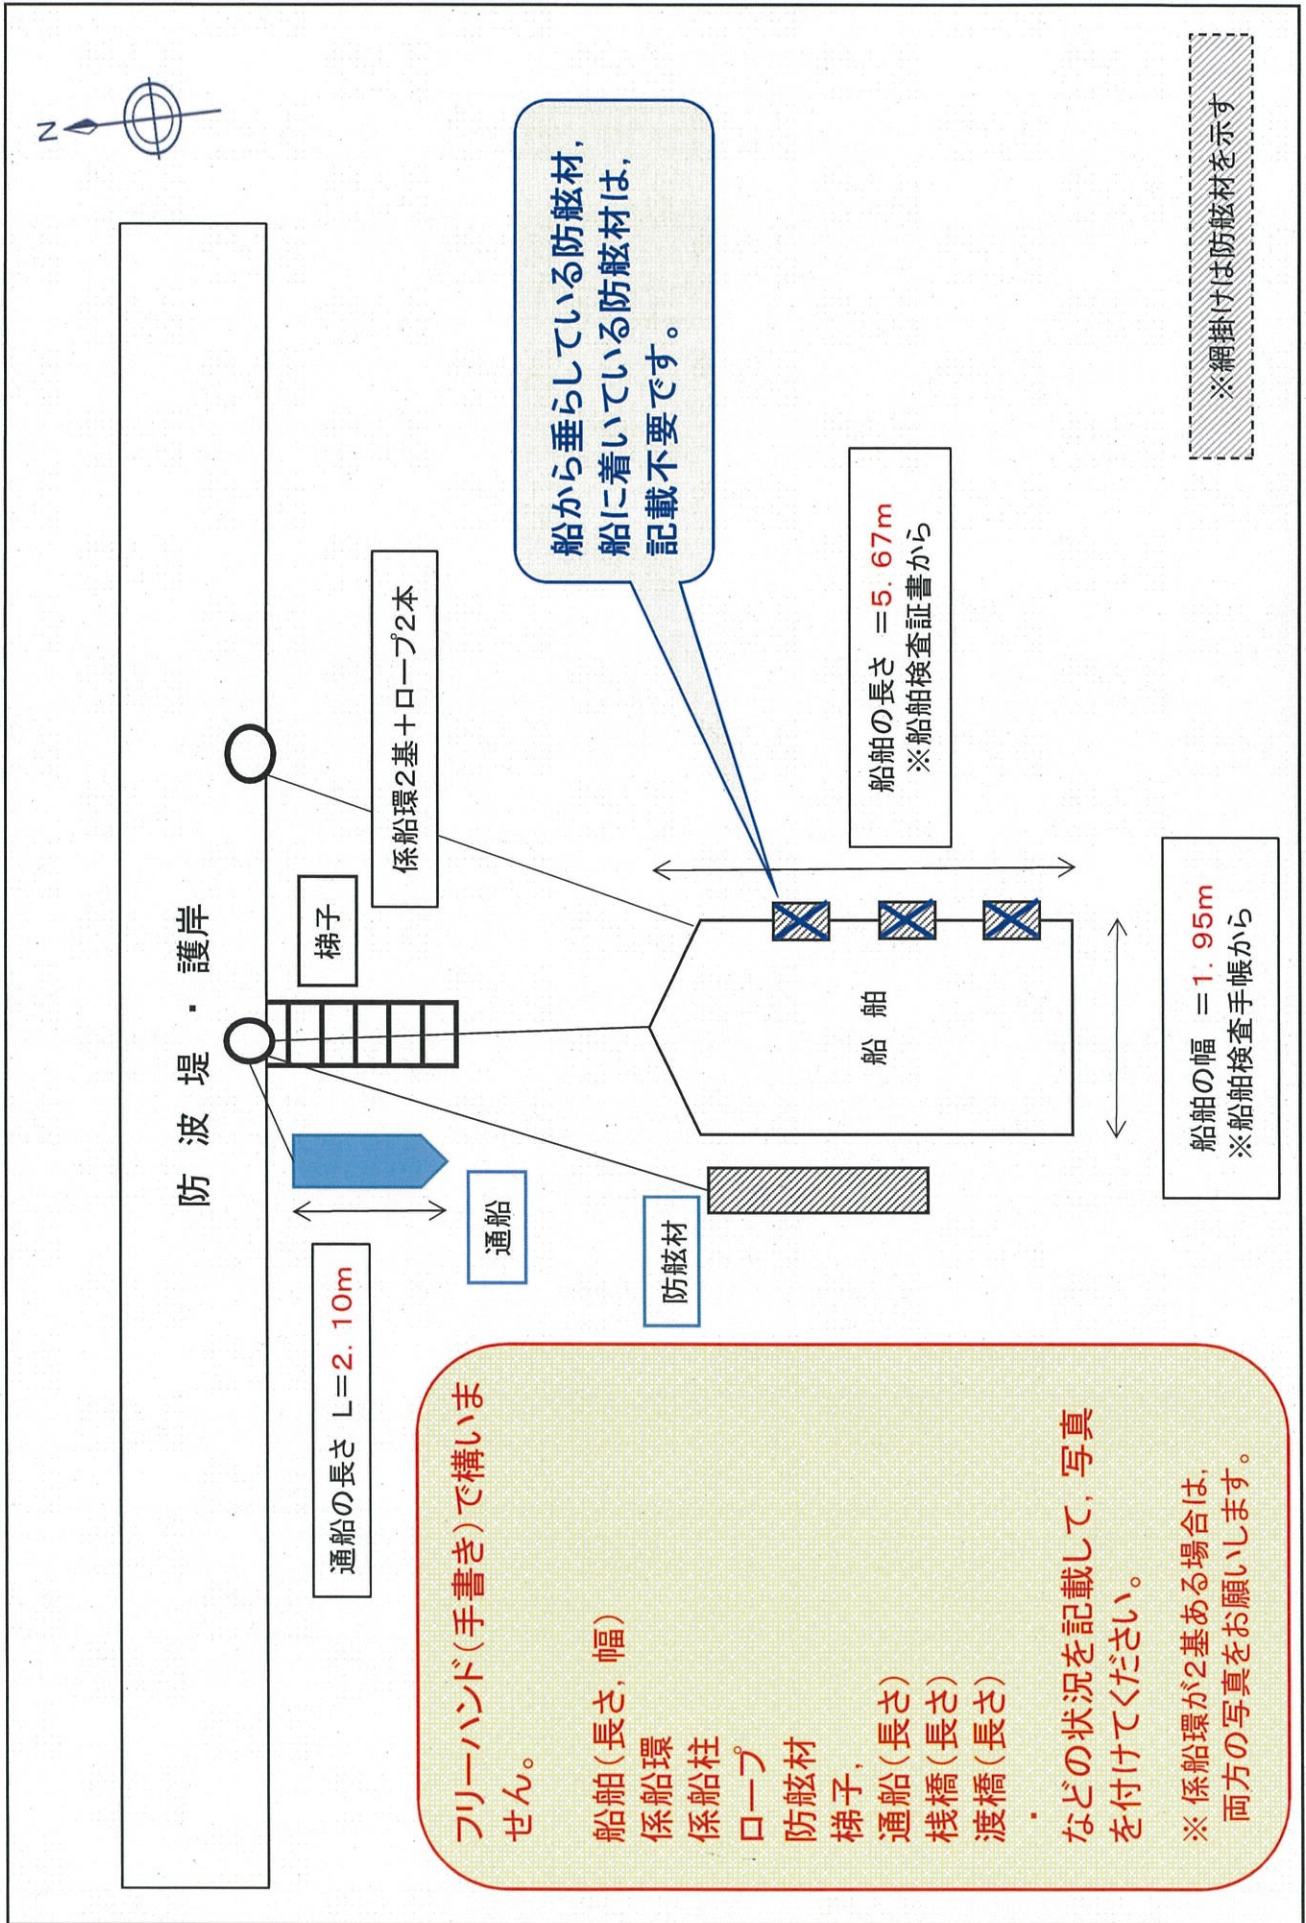 N
防 波 堤 ・ 護岸
梯子
係船環2基＋ロープ2本
通船の長さ L＝2. 10m
通船
防舷材
船から垂らしている防舷材,
船に着いている防舷材は,
記載不要です。
船 舶
船舶の長さ ＝5. 67m
※船舶検査証書から
船舶の幅 ＝1. 95m
※船舶検査手帳から
フリーハンド(手書き)で構いま
せん。
船舶(長さ, 幅)
係船環
係船柱
ロープ
防舷材
梯子,
通船(長さ)
桟橋(長さ)
渡橋(長さ)
・
などの状況を記載して, 写真
を付けてください。
※ 係船環が2基ある場合は,
両方の写真をお願いします。
※網掛けは防舷材を示す